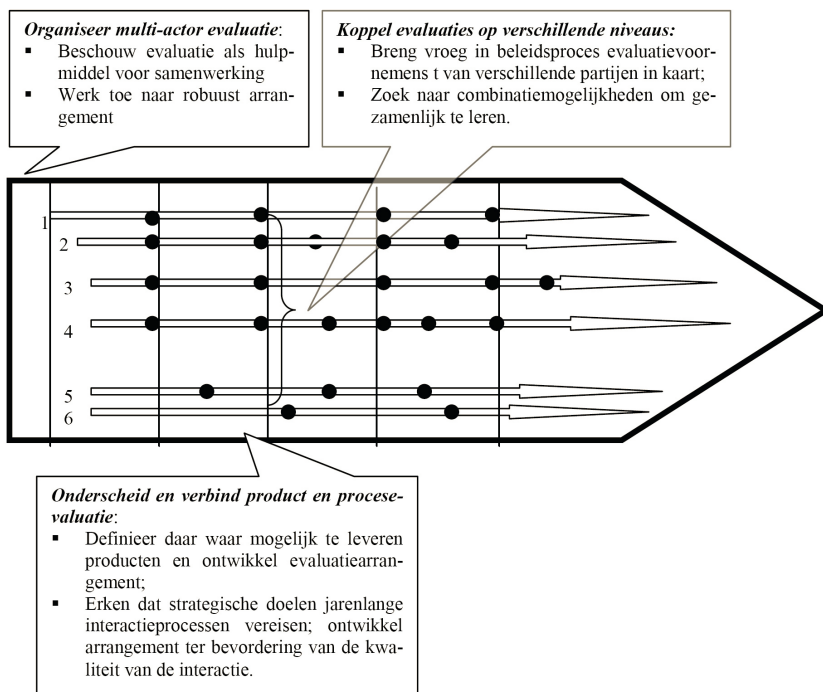 Organiseer multi-actor evaluatie:
▪ Beschouw evaluatie als hulp-
middel voor samenwerking
▪ Werk toe naar robuust arran-
gement
Koppel evaluaties op verschillende niveaus:
▪ Breng vroeg in beleidsproces evaluatievoor-
nemens t van verschillende partijen in kaart;
▪ Zoek naar combinatiemogelijkheden om ge-
zamenlijk te leren.
1
2
3
4
5
6
Onderscheid en verbind product en procese-
valuatie:
▪ Definieer daar waar mogelijk te leveren
producten en ontwikkel evaluatiearran-
gement;
▪ Erken dat strategische doelen jarenlange
interactieprocessen vereisen; ontwikkel
arrangement ter bevordering van de kwa-
liteit van de interactie.